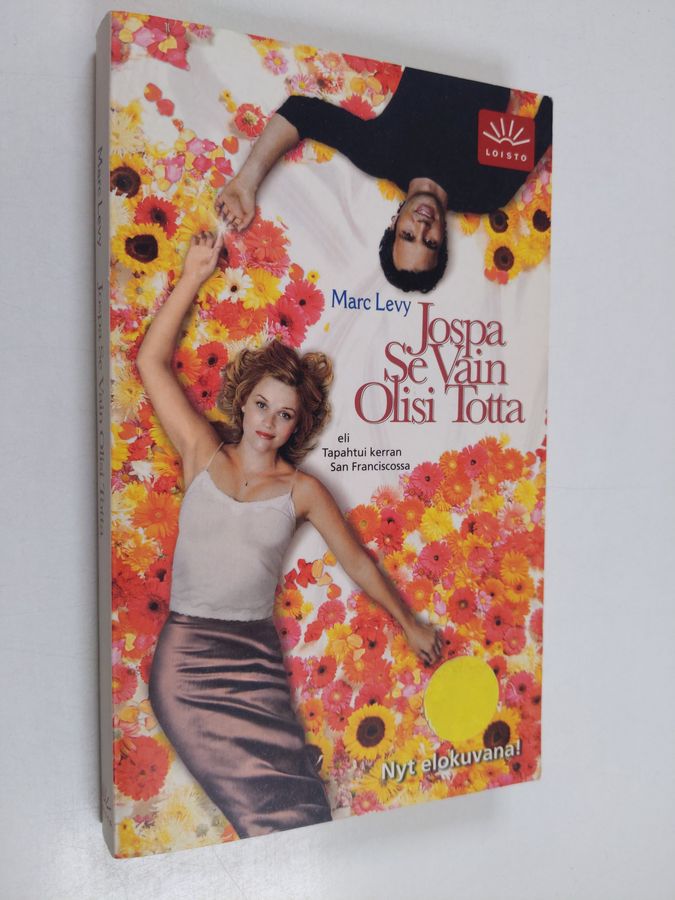 LOISTO
Marc Levy
Jospa
Se Vain
Olisi Totta
eli
Tapahtui kerran
San Franciscossa
Nyt elokuvana!
Marc Levy Jospa Se Vain Olisi Totta